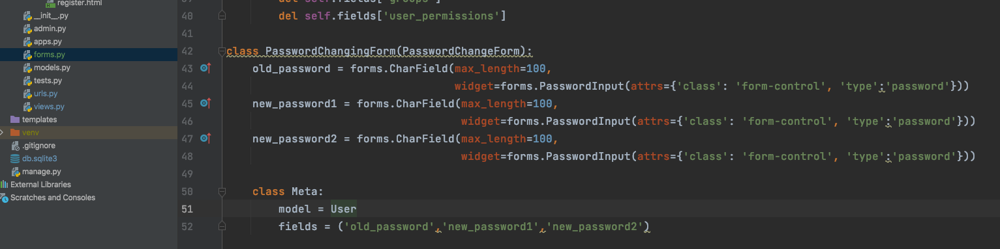 register.html
__init__.py
admin.py
apps.py
forms.py
models.py
tests.py
urls.py
views.py
templates
venv
.gitignore
db.sqlite3
manage.py
External Libraries
Scratches and Consoles
39 del self.fields['groups']
40 del self.fields['user_permissions']
41
42 class PasswordChangingForm(PasswordChangeForm):
43 old_password = forms.CharField(max_length=100,
44 widget=forms.PasswordInput(attrs={'class': 'form-control', 'type':'password'}))
45 new_password1 = forms.CharField(max_length=100,
46 widget=forms.PasswordInput(attrs={'class': 'form-control', 'type':'password'}))
47 new_password2 = forms.CharField(max_length=100,
48 widget=forms.PasswordInput(attrs={'class': 'form-control', 'type':'password'}))
49
50 class Meta:
51 model = User
52 fields = ('old_password','new_password1','new_password2')